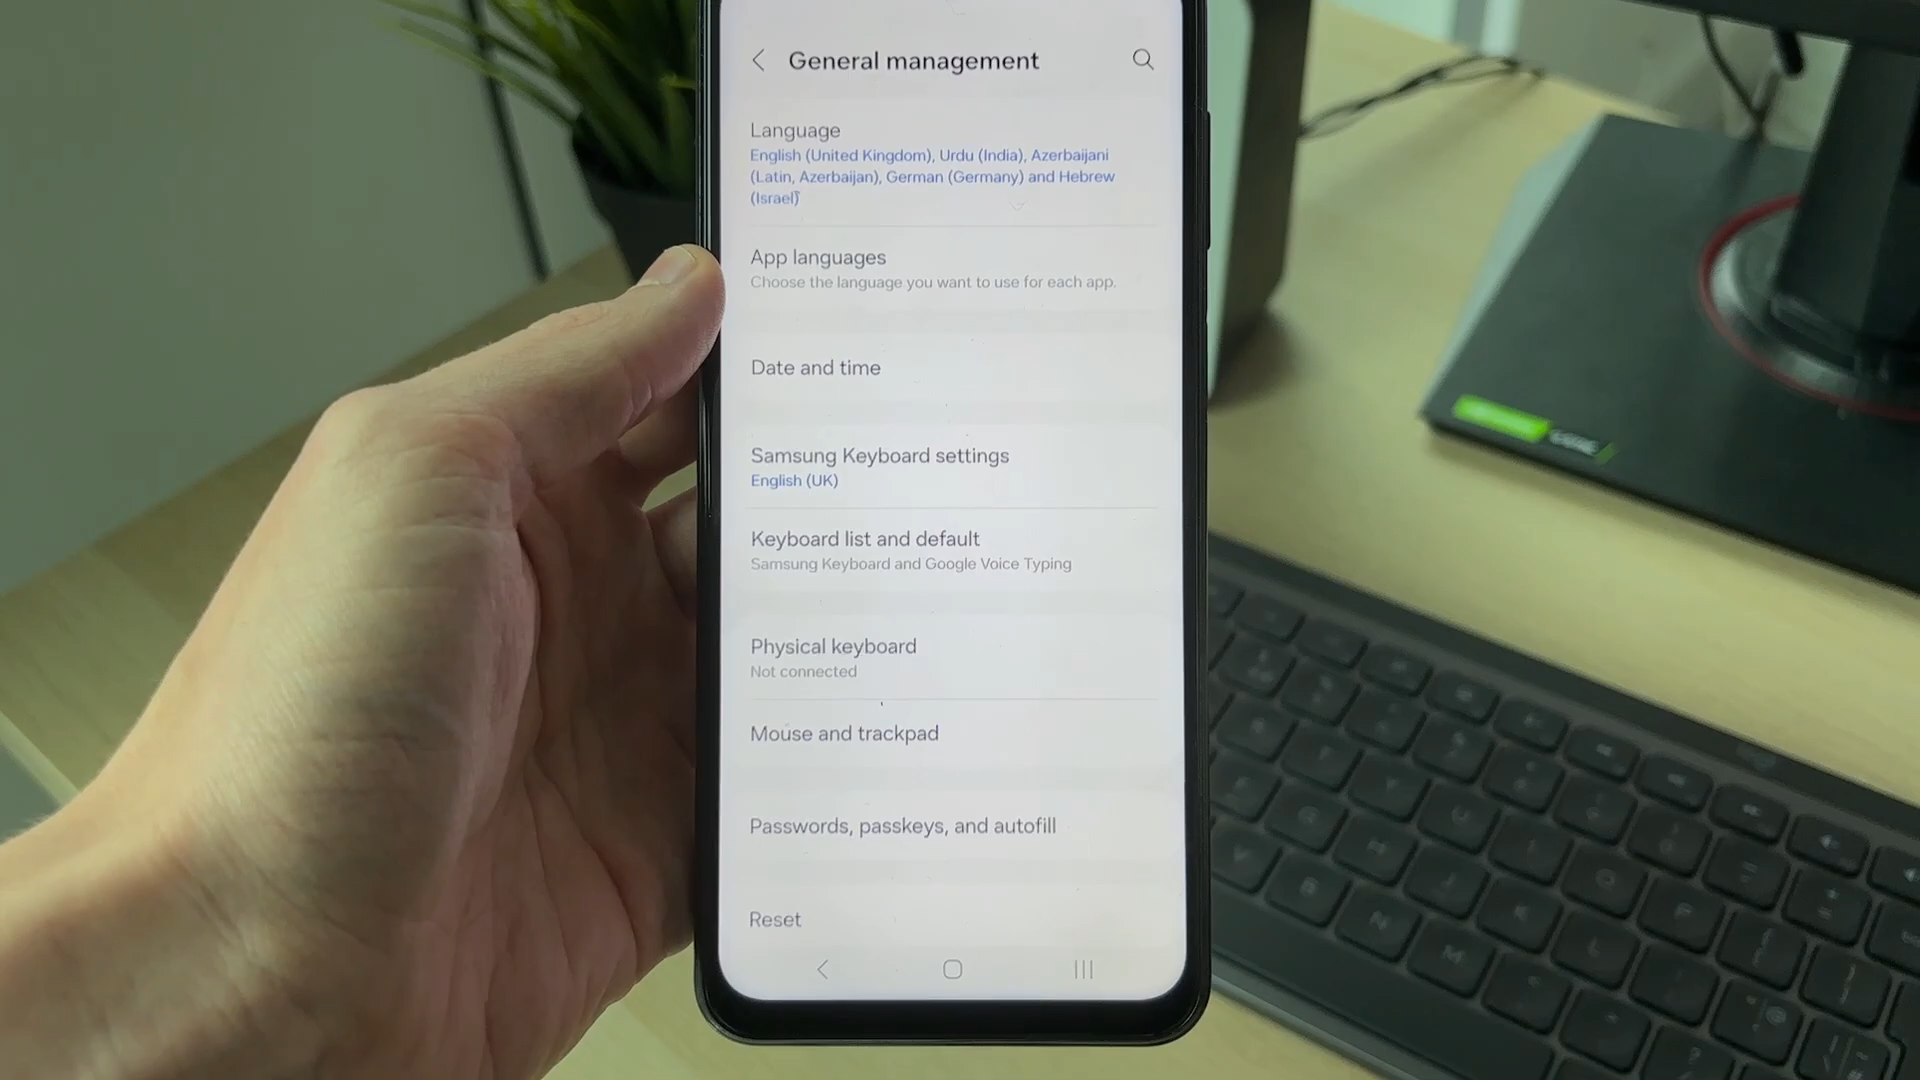 General management
Language
English (United Kingdom), Urdu (India), Azerbaijani
(Latin, Azerbaijan), German (Germany) and Hebrew
(Israel)
App languages
Choose the language you want to use for each app.
Date and time
Samsung Keyboard settings
English (UK)
Keyboard list and default
Samsung Keyboard and Google Voice Typing
Physical keyboard
Not connected
Mouse and trackpad
Passwords, passkeys, and autofill
Reset